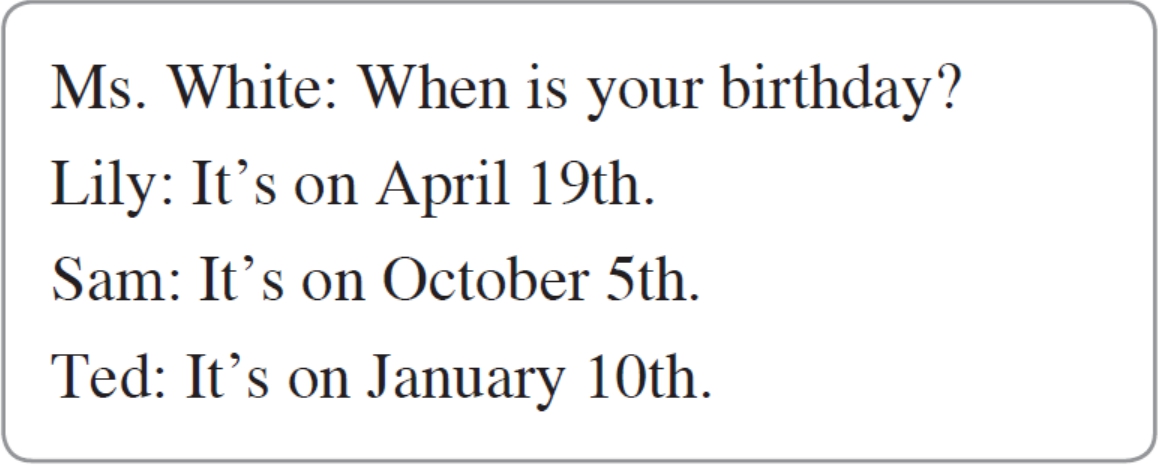 Ms. White: When is your birthday?
Lily: It’s on April 19th.
Sam: It’s on October 5th.
Ted: It’s on January 10th.